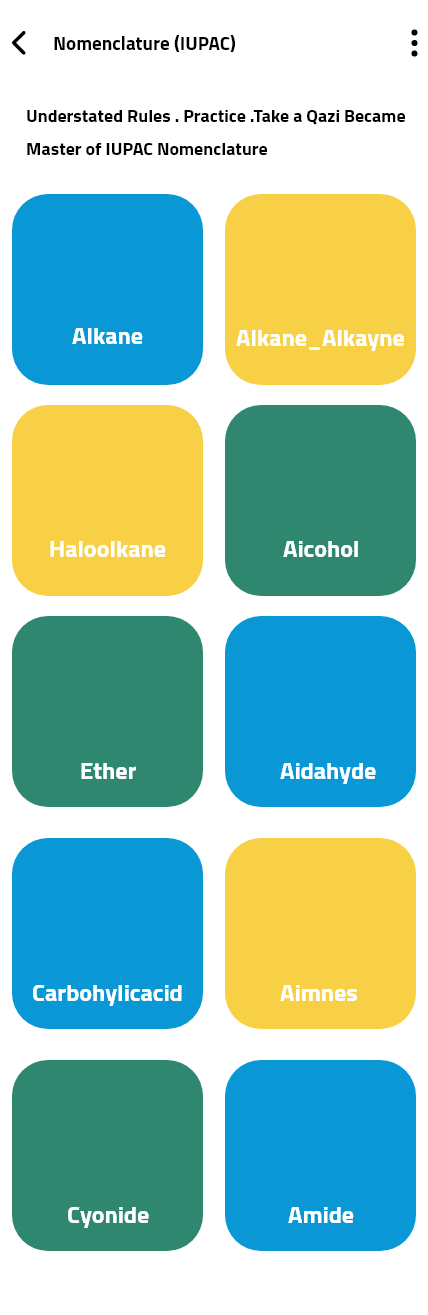 Nomenclature (IUPAC)
Understated Rules . Practice .Take a Qazi Became
Master of IUPAC Nomenclature
Alkane
Alkane_Alkayne
Haloolkane
Aicohol
Ether
Aidahyde
Carbohylicacid
Aimnes
Cyonide
Amide